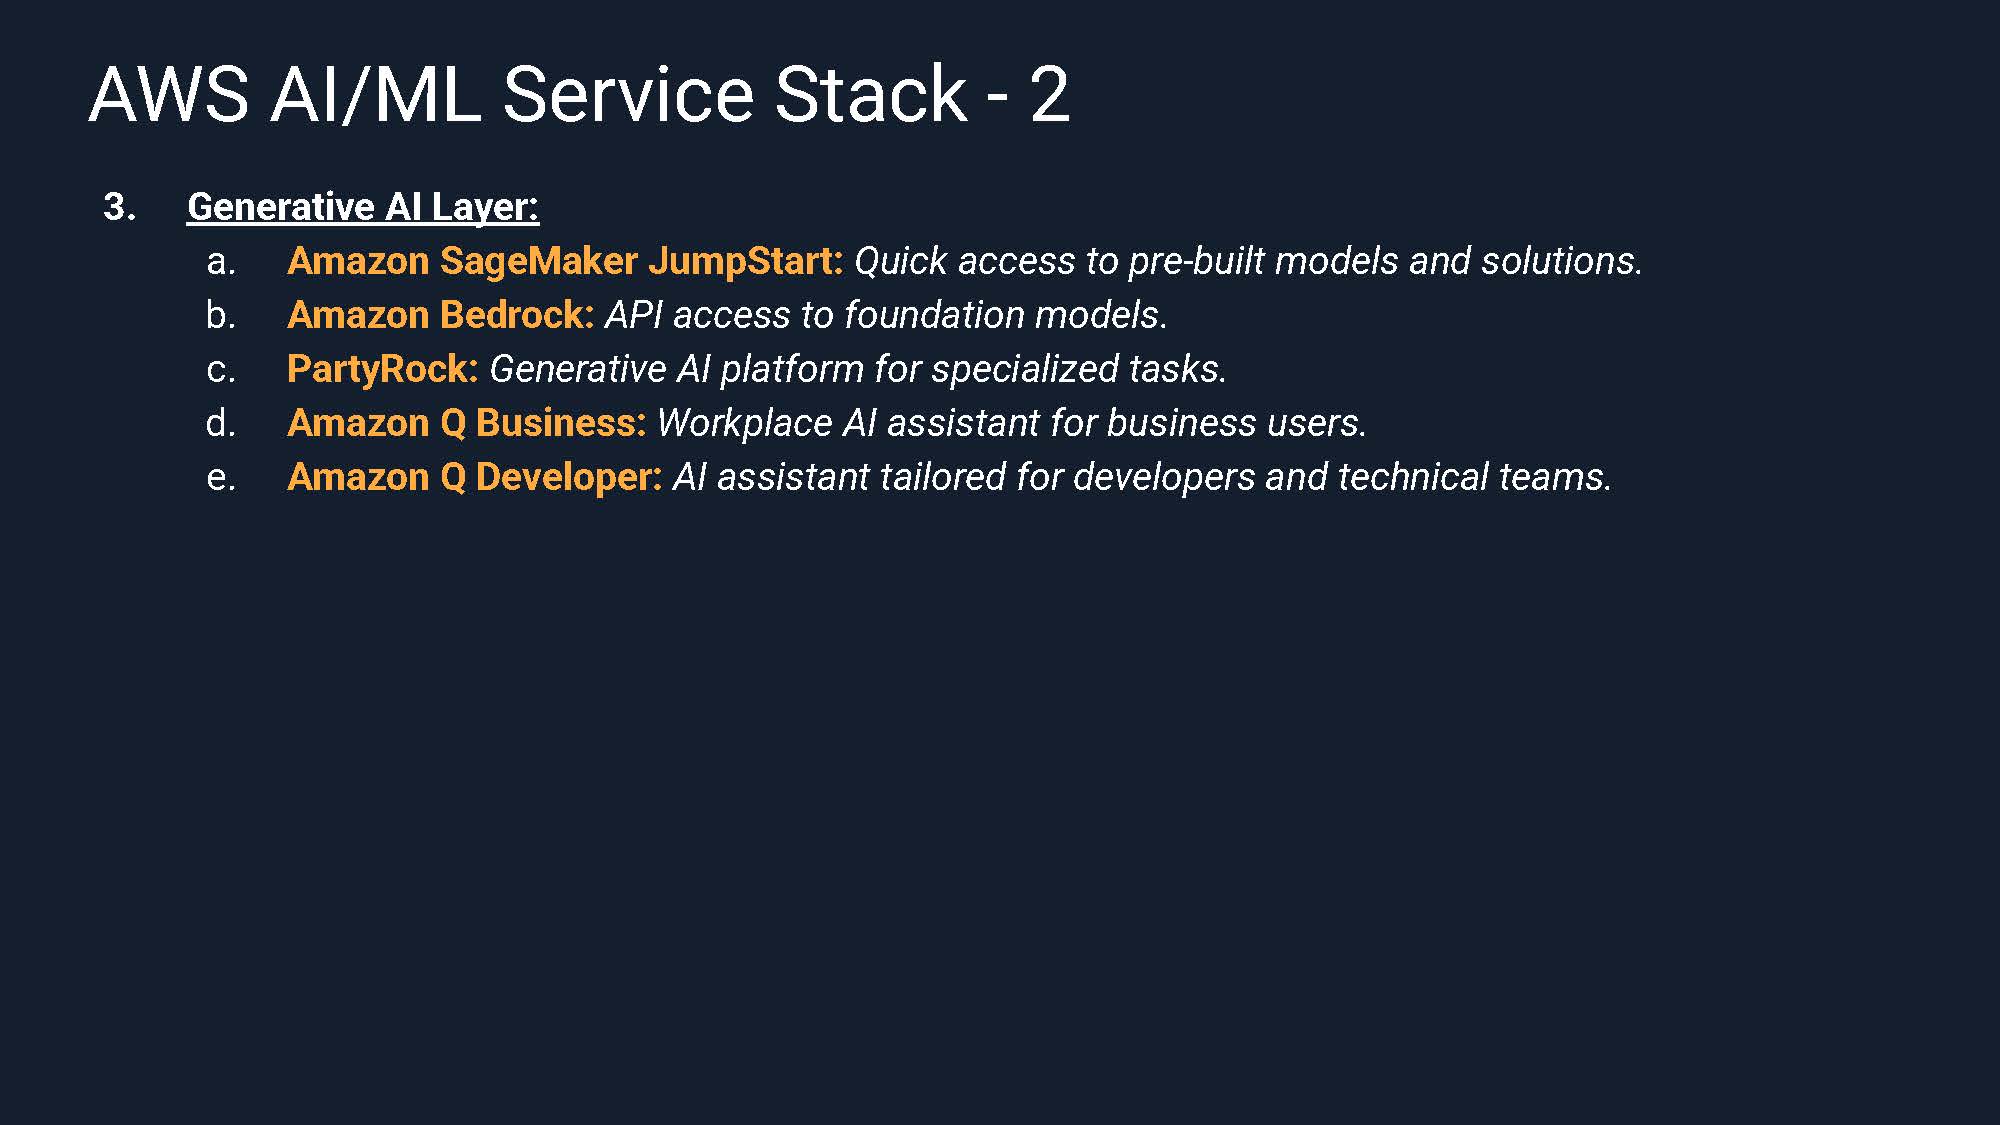 AWS AI/ML Service Stack - 2
3. Generative AI Layer:
a. Amazon SageMaker JumpStart: Quick access to pre-built models and solutions.
b. Amazon Bedrock: API access to foundation models.
c. PartyRock: Generative AI platform for specialized tasks.
d. Amazon Q Business: Workplace AI assistant for business users.
e. Amazon Q Developer: AI assistant tailored for developers and technical teams.